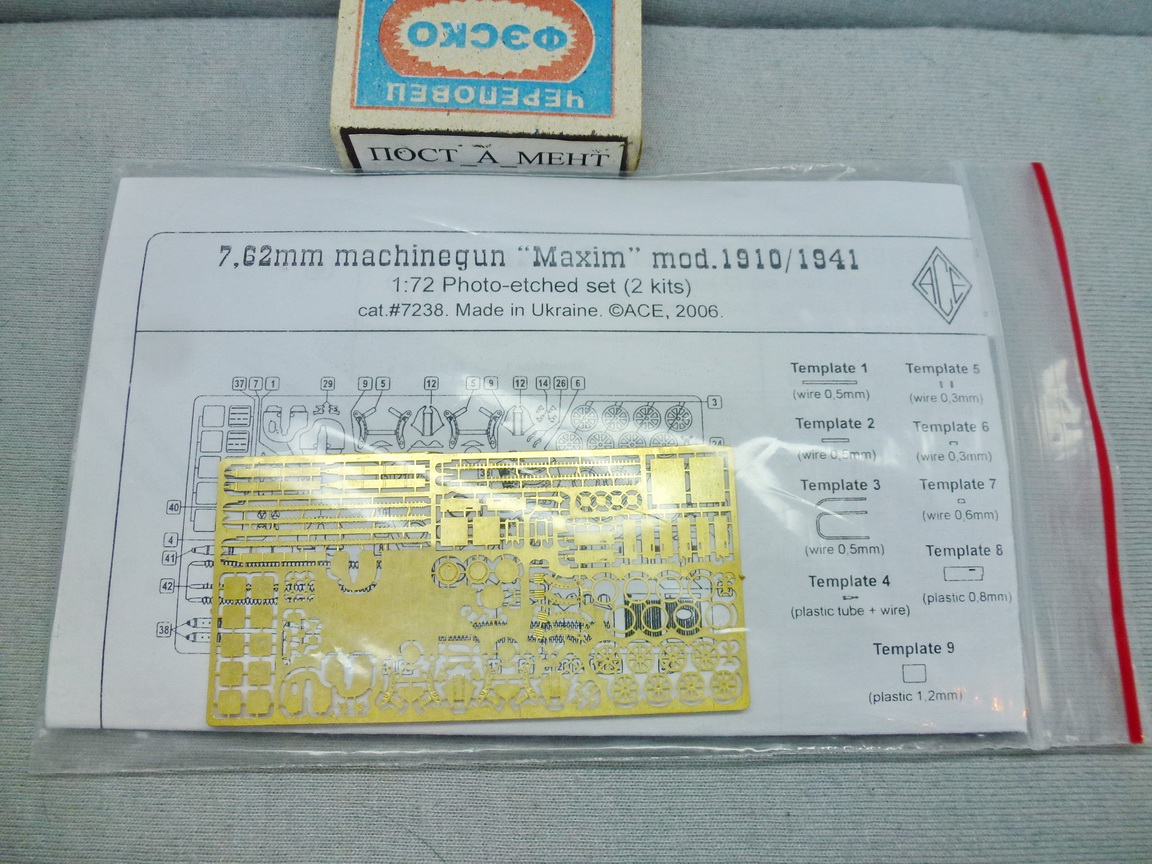 ФЭСКО
ЧЕРЕПОВЕЦ
ПОСТ_А_МЕНТ
7,62mm machinegun "Maxim" mod.1910/1941
1:72 Photo-etched set (2 kits)
cat.#7238. Made in Ukraine. ©ACE, 2006.
ACE
37 7 1 29 9 5 12 5 9 12 14 26 6
3
40
4
41
42
38
Template 1
(wire 0,5mm)
Template 2
(wire 0,5mm)
Template 3
(wire 0,5mm)
Template 4
(plastic tube + wire)
Template 5
(wire 0,3mm)
Template 6
(wire 0,3mm)
Template 7
(wire 0,6mm)
Template 8
(plastic 0,8mm)
Template 9
(plastic 1,2mm)